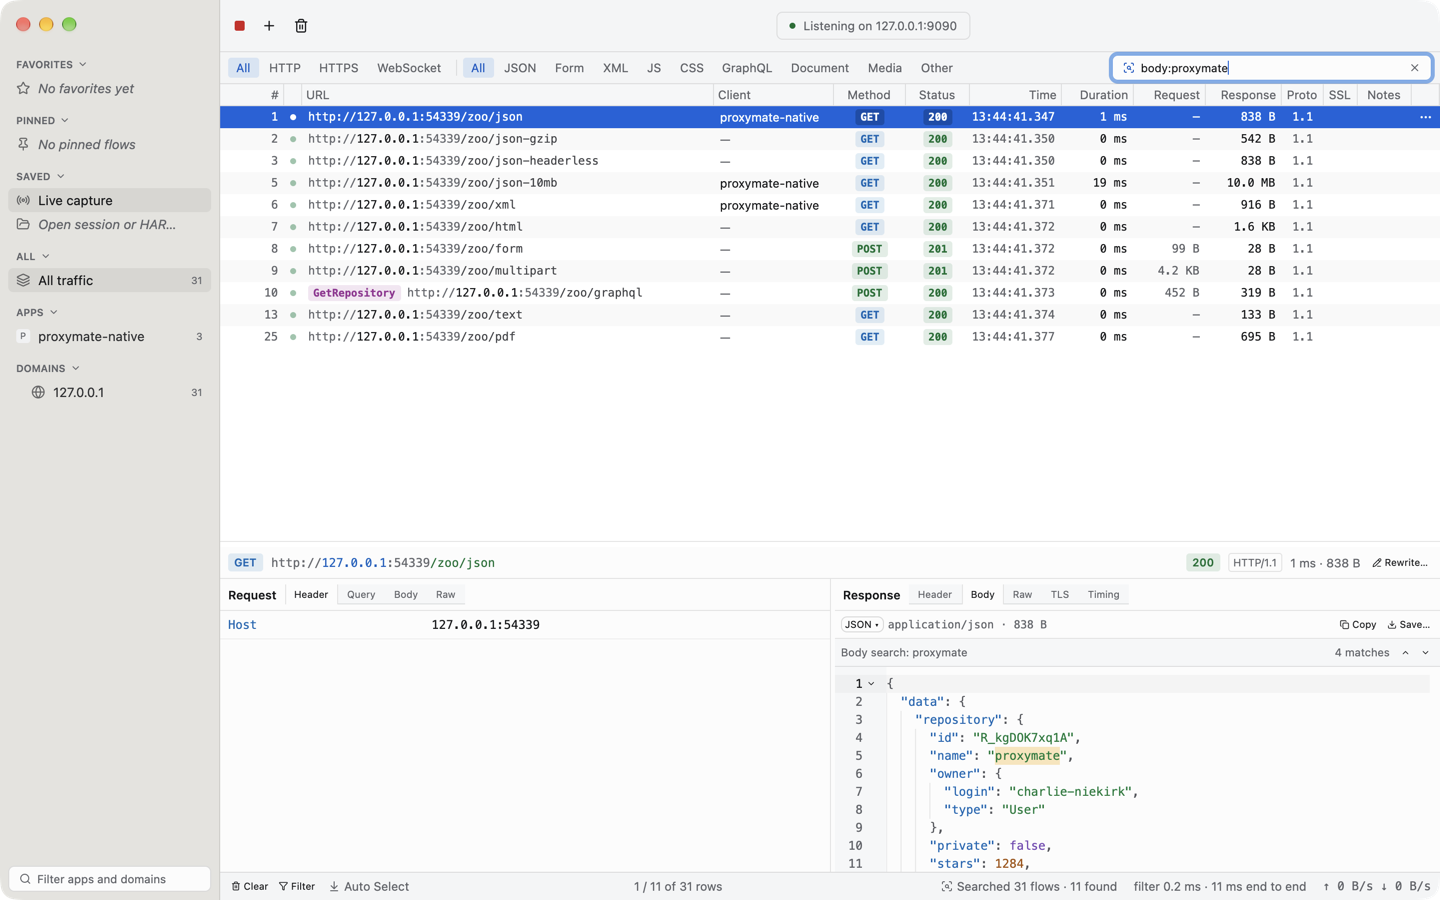 Listening on 127.0.0.1:9090
FAVORITES
No favorites yet
PINNED
No pinned flows
SAVED
Live capture
Open session or HAR...
ALL
All traffic 31
APPS
P proxymate-native 3
DOMAINS
127.0.0.1 31
Filter apps and domains
All HTTP HTTPS WebSocket All JSON Form XML JS CSS GraphQL Document Media Other body:proxymate
# URL Client Method Status Time Duration Request Response Proto SSL Notes
1 http://127.0.0.1:54339/zoo/json proxymate-native GET 200 13:44:41.347 1 ms — 838 B 1.1 ...
2 http://127.0.0.1:54339/zoo/json-gzip — GET 200 13:44:41.350 0 ms — 542 B 1.1
3 http://127.0.0.1:54339/zoo/json-headerless — GET 200 13:44:41.350 0 ms — 838 B 1.1
5 http://127.0.0.1:54339/zoo/json-10mb proxymate-native GET 200 13:44:41.351 19 ms — 10.0 MB 1.1
6 http://127.0.0.1:54339/zoo/xml proxymate-native GET 200 13:44:41.371 0 ms — 916 B 1.1
7 http://127.0.0.1:54339/zoo/html — GET 200 13:44:41.372 0 ms — 1.6 KB 1.1
8 http://127.0.0.1:54339/zoo/form — POST 201 13:44:41.372 0 ms 99 B 28 B 1.1
9 http://127.0.0.1:54339/zoo/multipart — POST 201 13:44:41.372 0 ms 4.2 KB 28 B 1.1
10 GetRepository http://127.0.0.1:54339/zoo/graphql — POST 200 13:44:41.373 0 ms 452 B 319 B 1.1
13 http://127.0.0.1:54339/zoo/text — GET 200 13:44:41.374 0 ms — 133 B 1.1
25 http://127.0.0.1:54339/zoo/pdf — GET 200 13:44:41.377 0 ms — 695 B 1.1
GET http://127.0.0.1:54339/zoo/json 200 HTTP/1.1 1 ms · 838 B Rewrite...
Request Header Query Body Raw
Host 127.0.0.1:54339
Response Header Body Raw TLS Timing
JSON application/json · 838 B Copy Save...
Body search: proxymate 4 matches
1 {
2 "data": {
3 "repository": {
4 "id": "R_kgDOK7xq1A",
5 "name": "proxymate",
6 "owner": {
7 "login": "charlie-niekirk",
8 "type": "User"
9 },
10 "private": false,
11 "stars": 1284,
Clear Filter Auto Select 1 / 11 of 31 rows Searched 31 flows · 11 found filter 0.2 ms · 11 ms end to end ↑ 0 B/s ↓ 0 B/s